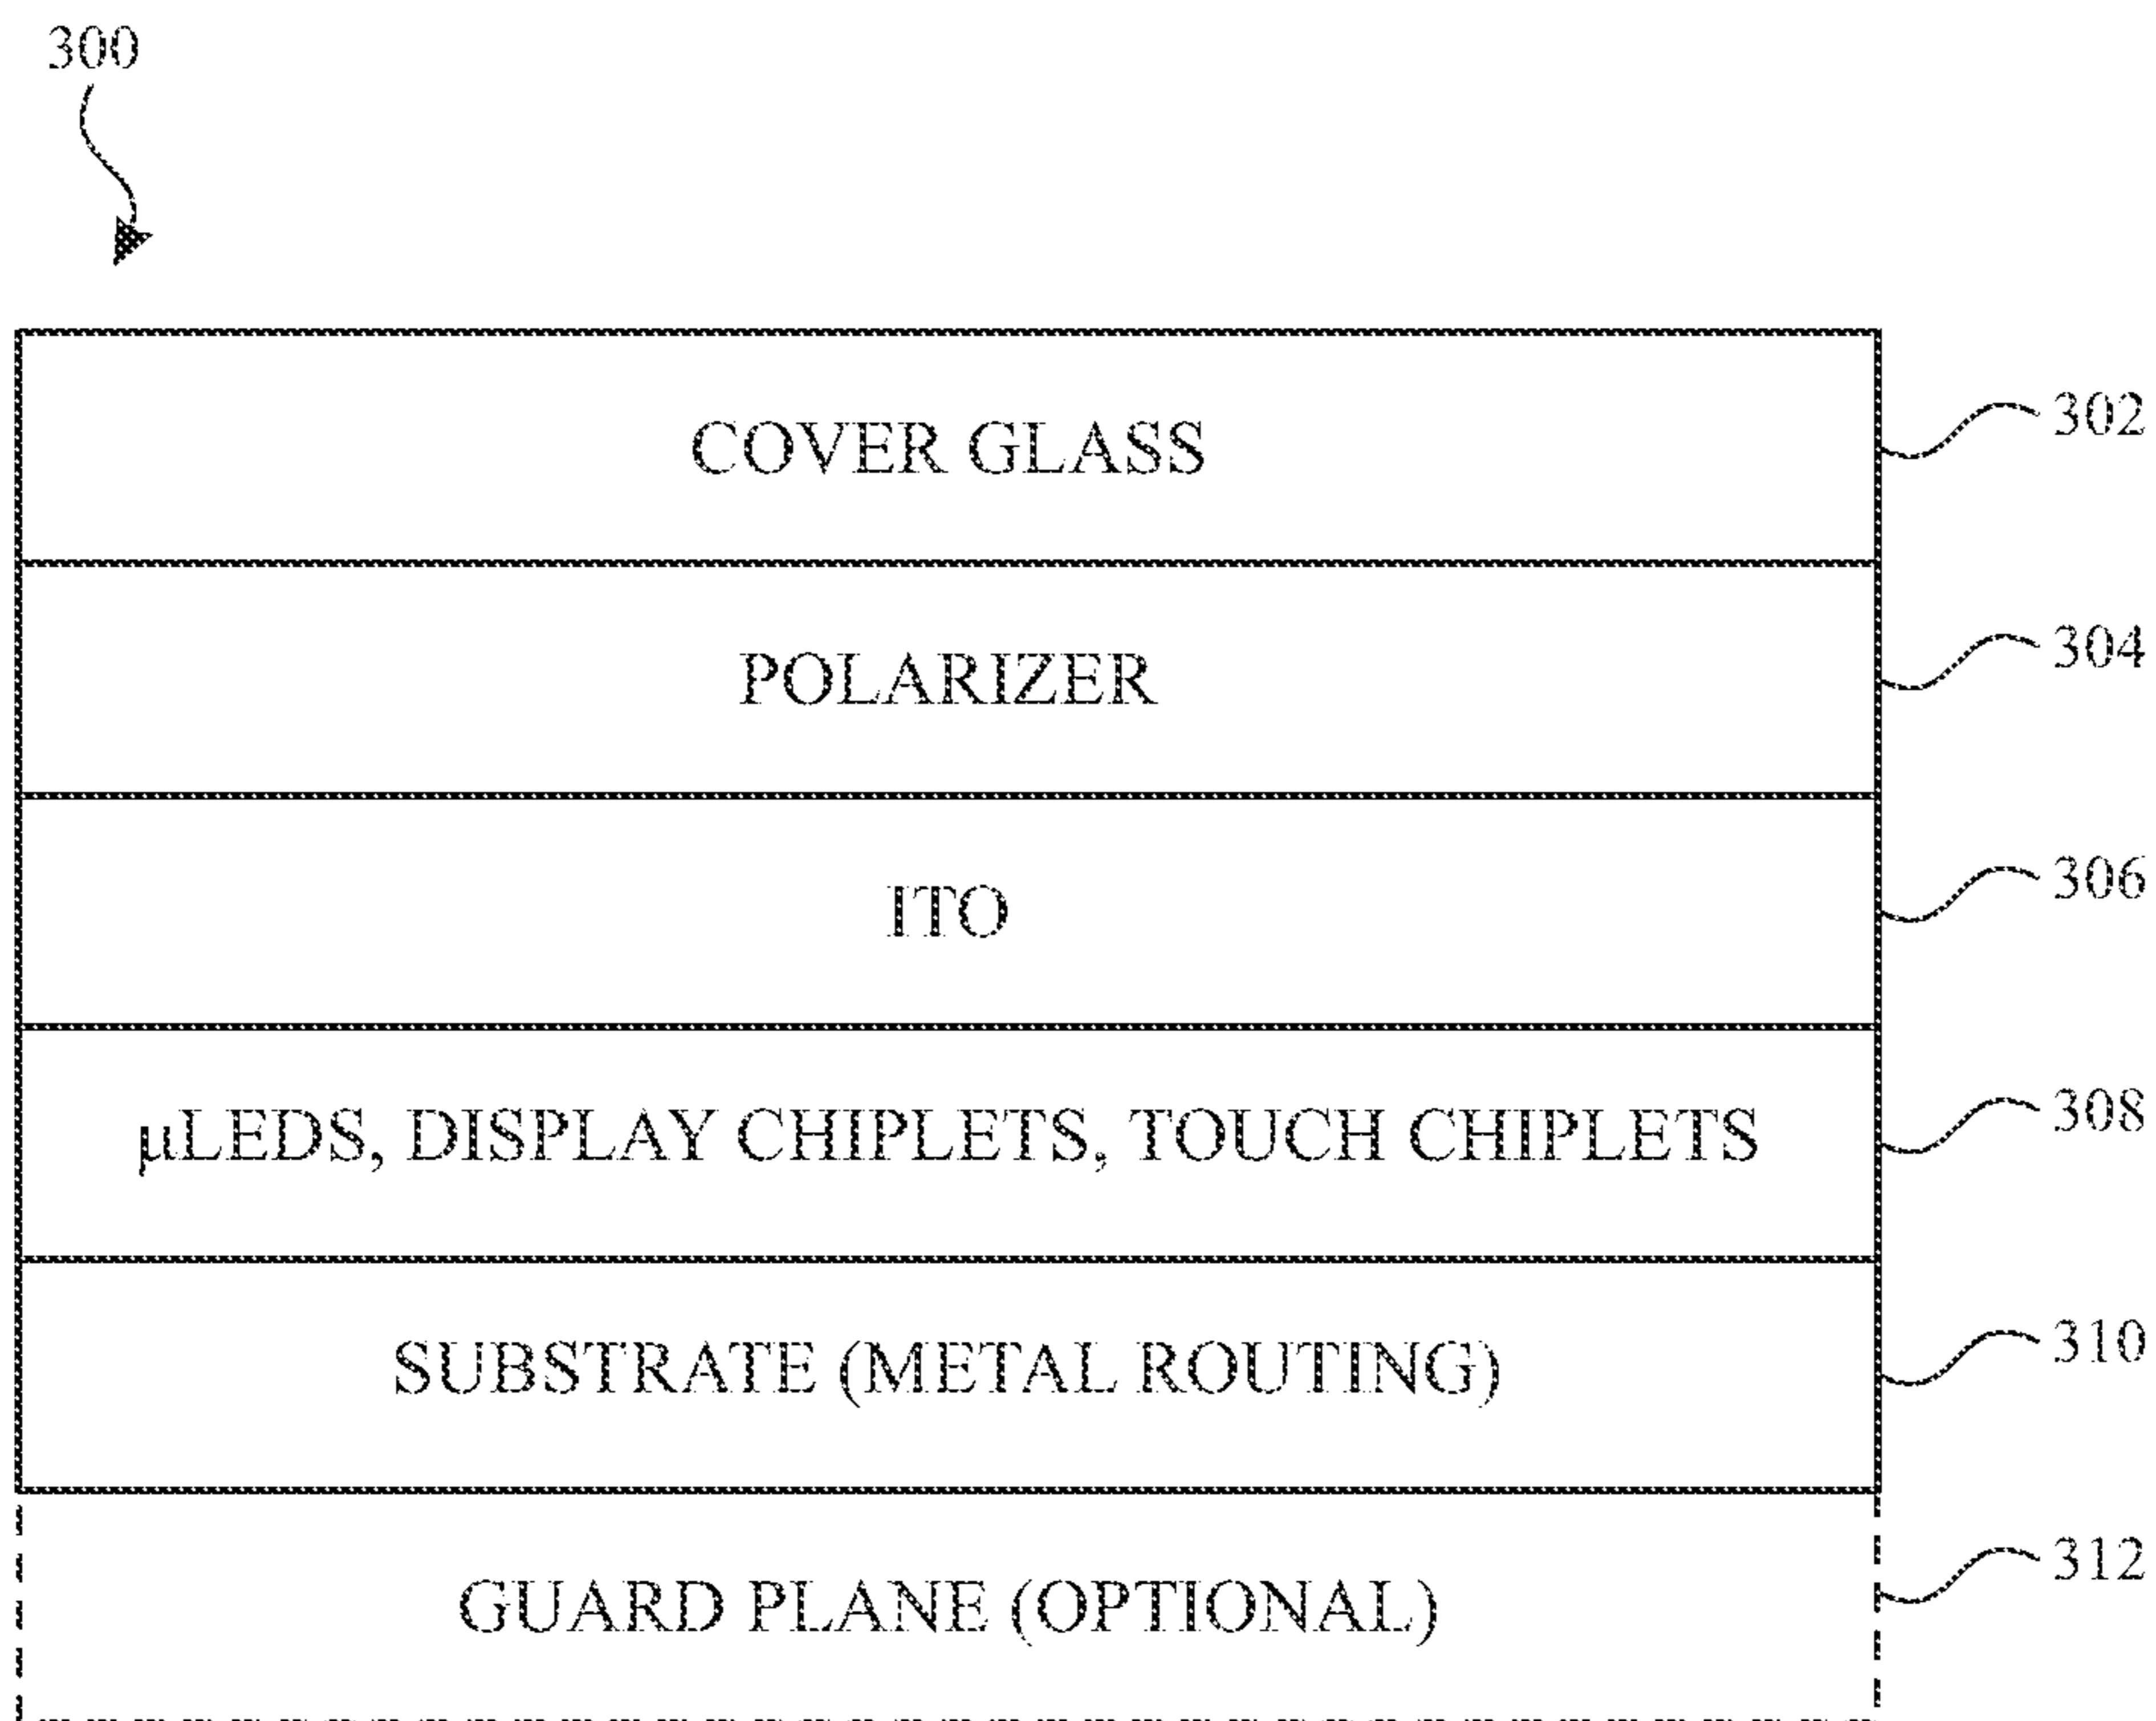 300
COVER GLASS
302
POLARIZER
304
ITO
306
μLEDS, DISPLAY CHIPLETS, TOUCH CHIPLETS
308
SUBSTRATE (METAL ROUTING)
310
GUARD PLANE (OPTIONAL)
312